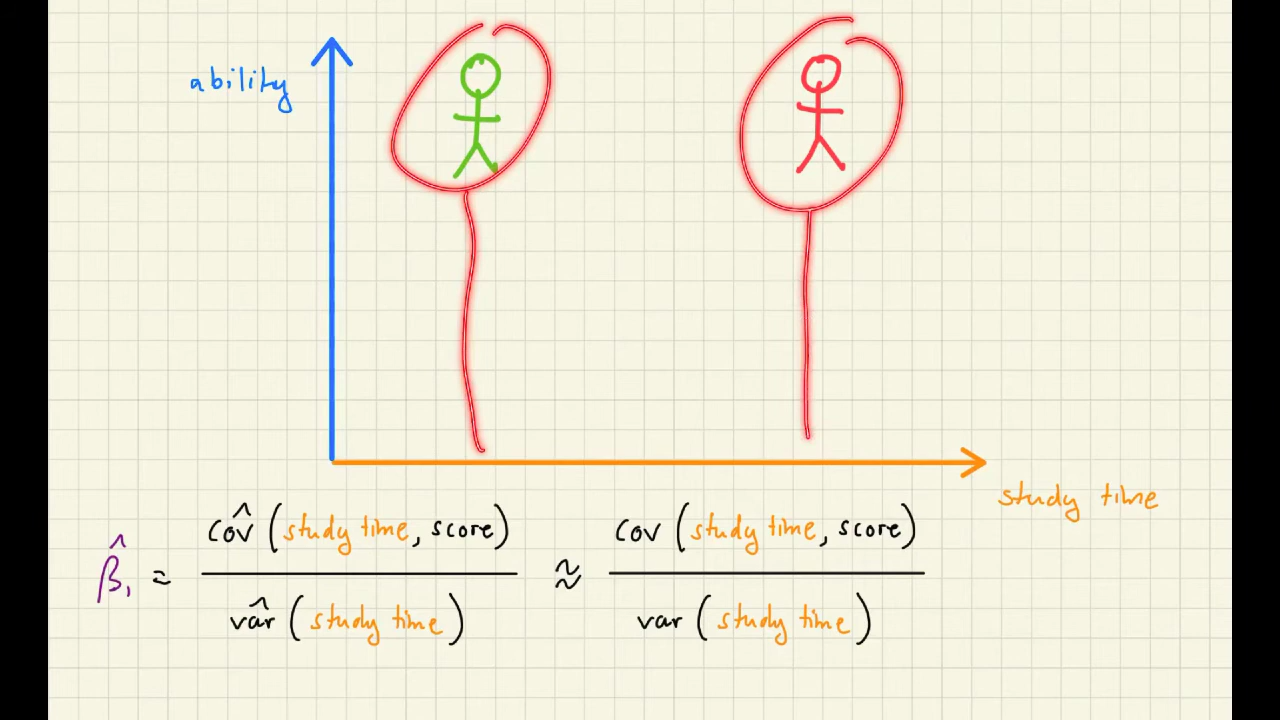 ability
study time
β̂₁ = côv (study time, score) / vâr (study time) ≈ cov (study time, score) / var (study time)